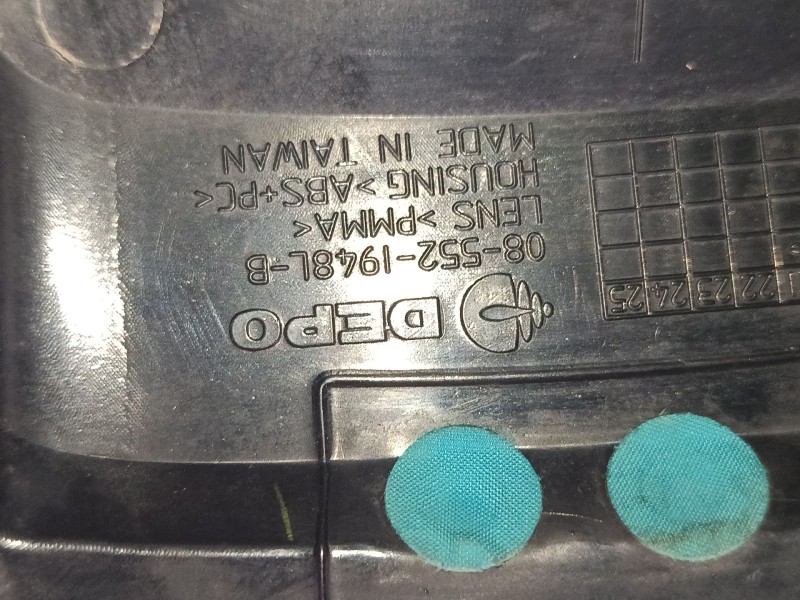 DEPO
08-552-1948L-B
LENS >PMMA<
HOUSING >ABS+PC<
MADE IN TAIWAN
22 23 24 25